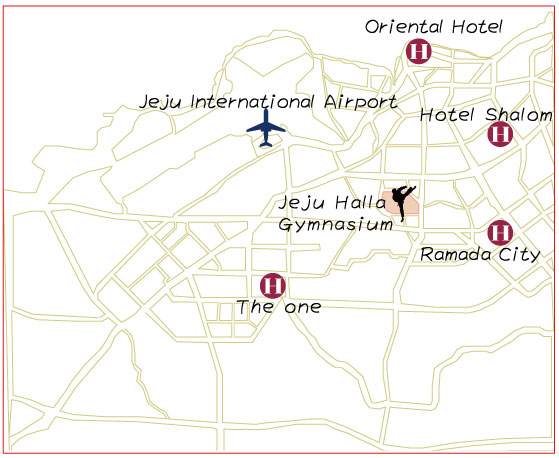 Oriental Hotel
H
Jeju International Airport
Hotel Shalom
H
Jeju Halla
Gymnasium
H
Ramada City
H
The one